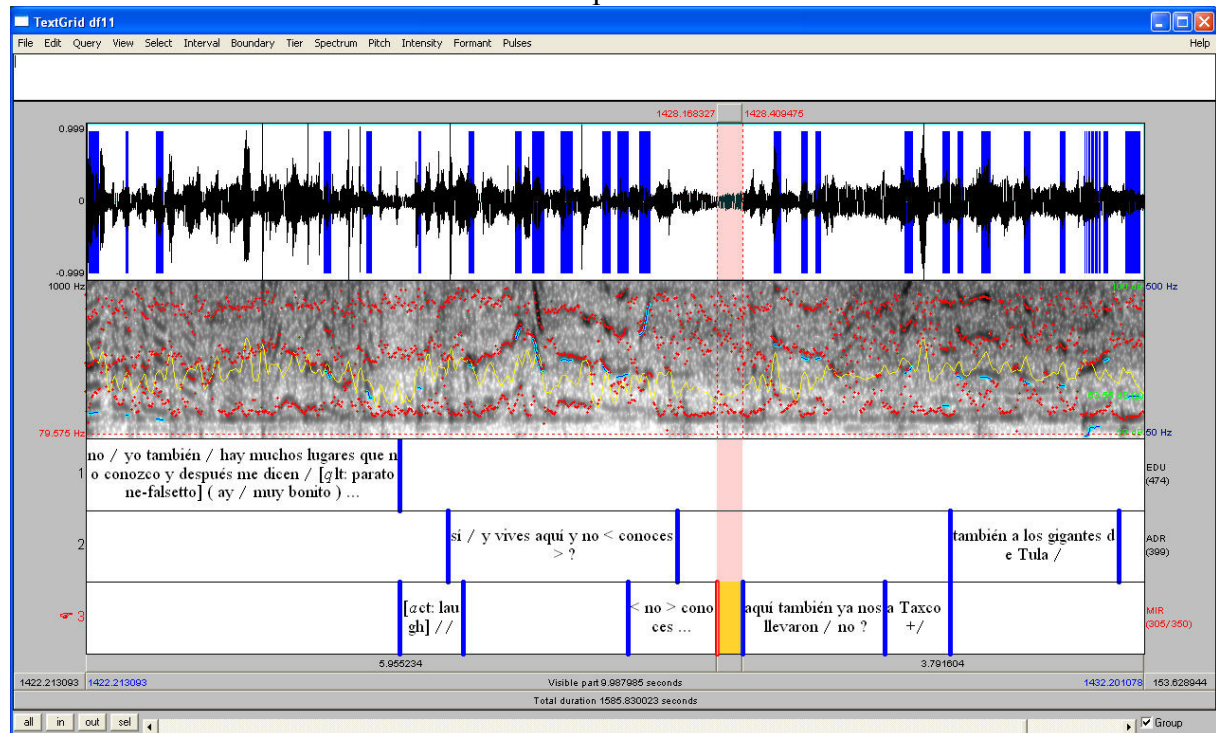 TextGrid df11
File Edit Query View Select Interval Boundary Tier Spectrum Pitch Intensity Formant Pulses Help
1428.168327 1428.409475
0.999
0
-0.999
1000 Hz 500 Hz
79.575 Hz 50 Hz
no / yo también / hay muchos lugares que n
o conozco y después me dicen / [qlt: parato
ne-falsetto] ( ay / muy bonito ) ...
1
EDU
(474)
sí / y vives aquí y no < conoces
> ?
también a los gigantes d
e Tula /
2
ADR
(399)
[act: lau
gh] //
< no > cono
ces ...
aquí también ya nos
llevaron / no ?
a Taxco
+/
3
MIR
(305/350)
5.955234 3.791604
1422.213093 1422.213093 Visible part 9.987985 seconds 1432.201078 153.628944
Total duration 1585.830023 seconds
all in out sel Group